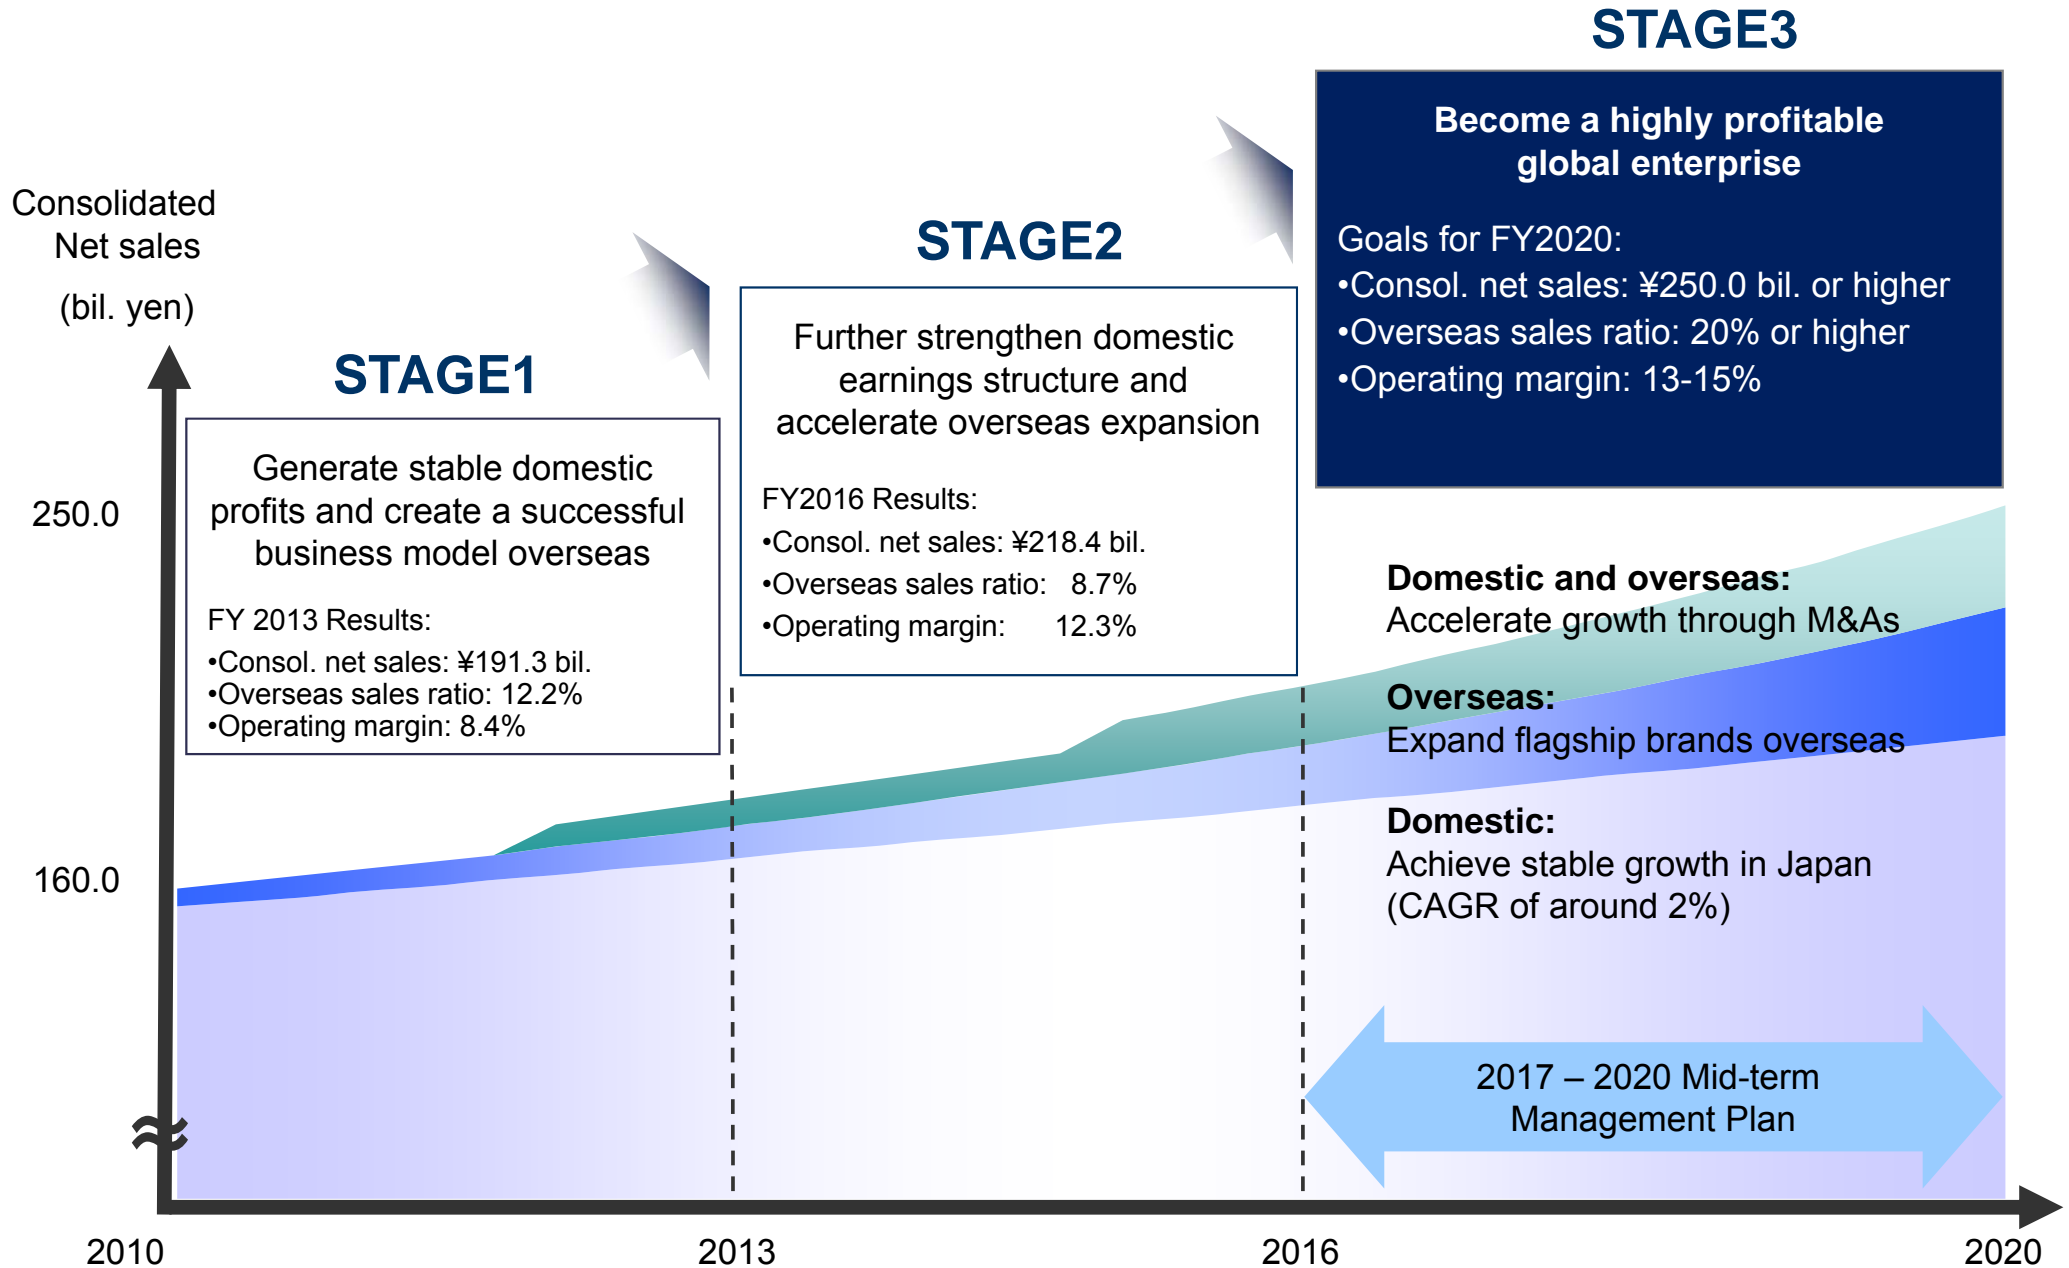 STAGE3
Become a highly profitable
global enterprise
Goals for FY2020:
•Consol. net sales: ¥250.0 bil. or higher
•Overseas sales ratio: 20% or higher
•Operating margin: 13-15%
Consolidated
Net sales
(bil. yen)
STAGE2
Further strengthen domestic
earnings structure and
accelerate overseas expansion
FY2016 Results:
•Consol. net sales: ¥218.4 bil.
•Overseas sales ratio: 8.7%
•Operating margin: 12.3%
STAGE1
Generate stable domestic
profits and create a successful
business model overseas
FY 2013 Results:
•Consol. net sales: ¥191.3 bil.
•Overseas sales ratio: 12.2%
•Operating margin: 8.4%
250.0
160.0
Domestic and overseas:
Accelerate growth through M&As
Overseas:
Expand flagship brands overseas
Domestic:
Achieve stable growth in Japan
(CAGR of around 2%)
2017 – 2020 Mid-term
Management Plan
2010
2013
2016
2020